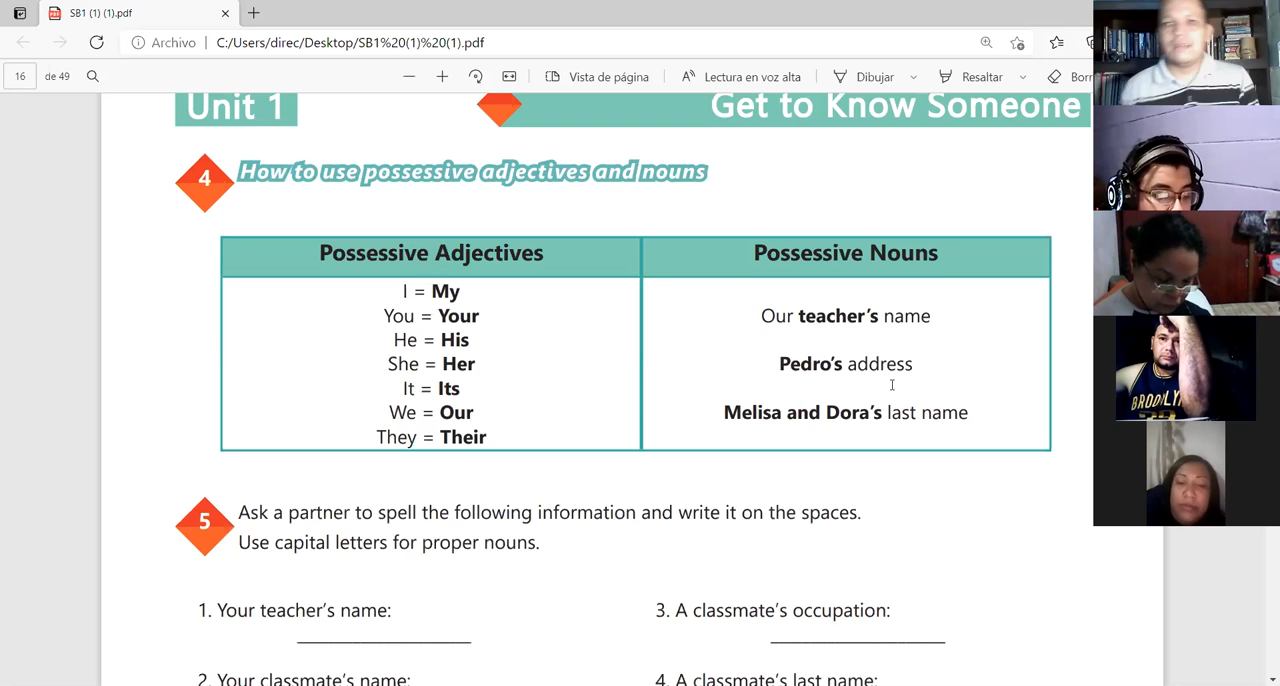 SB1 (1) (1).pdf
Archivo C:/Users/direc/Desktop/SB1%20(1)%20(1).pdf
16 de 49 Vista de página Lectura en voz alta Dibujar Resaltar Borr
Unit 1 Get to Know Someone
4 How to use possessive adjectives and nouns
Possessive Adjectives
I = My
You = Your
He = His
She = Her
It = Its
We = Our
They = Their
Possessive Nouns
Our teacher's name
Pedro's address
Melisa and Dora's last name
5 Ask a partner to spell the following information and write it on the spaces.
Use capital letters for proper nouns.
1. Your teacher's name:
3. A classmate's occupation:
2. Your classmate's name:
4. A classmate's last name:
BROOKLYN